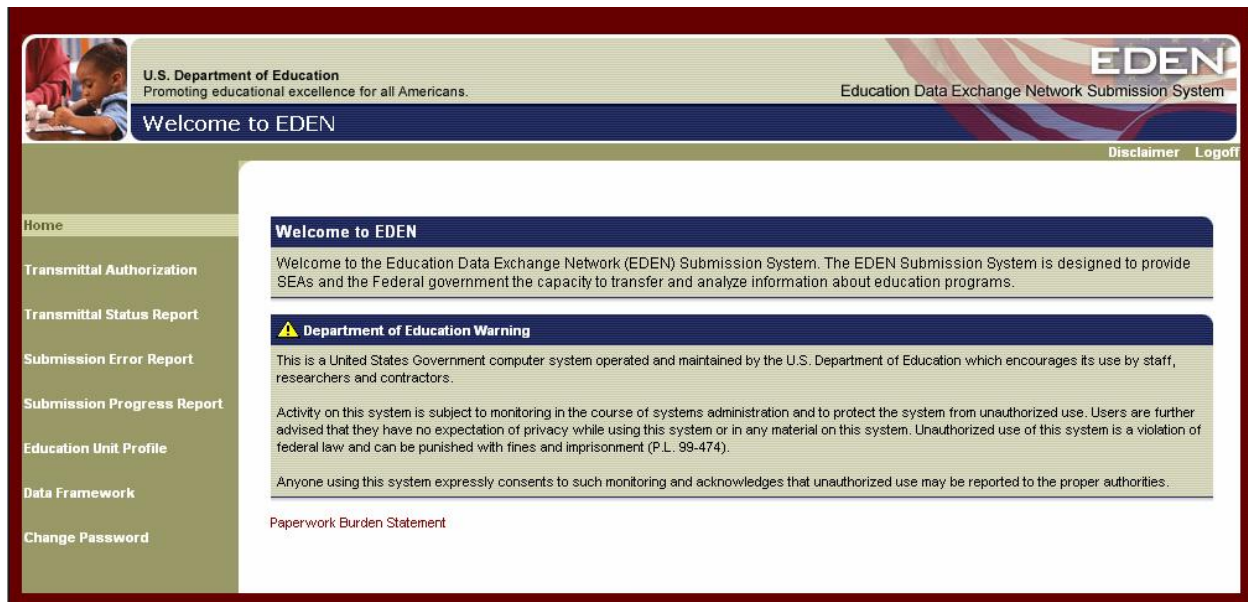 U.S. Department of Education
Promoting educational excellence for all Americans.
EDEN
Education Data Exchange Network Submission System
Welcome to EDEN
Disclaimer Logoff
Home
Transmittal Authorization
Transmittal Status Report
Submission Error Report
Submission Progress Report
Education Unit Profile
Data Framework
Change Password
Welcome to EDEN
Welcome to the Education Data Exchange Network (EDEN) Submission System. The EDEN Submission System is designed to provide
SEAs and the Federal government the capacity to transfer and analyze information about education programs.
Department of Education Warning
This is a United States Government computer system operated and maintained by the U.S. Department of Education which encourages its use by staff,
researchers and contractors.
Activity on this system is subject to monitoring in the course of systems administration and to protect the system from unauthorized use. Users are further
advised that they have no expectation of privacy while using this system or in any material on this system. Unauthorized use of this system is a violation of
federal law and can be punished with fines and imprisonment (P.L. 99-474).
Anyone using this system expressly consents to such monitoring and acknowledges that unauthorized use may be reported to the proper authorities.
Paperwork Burden Statement